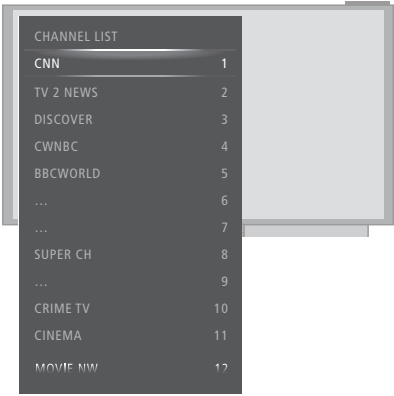 CHANNEL LIST
CNN 1
TV 2 NEWS 2
DISCOVER 3
CWNBC 4
BBCWORLD 5
... 6
... 7
SUPER CH 8
... 9
CRIME TV 10
CINEMA 11
MOVIE NW 12